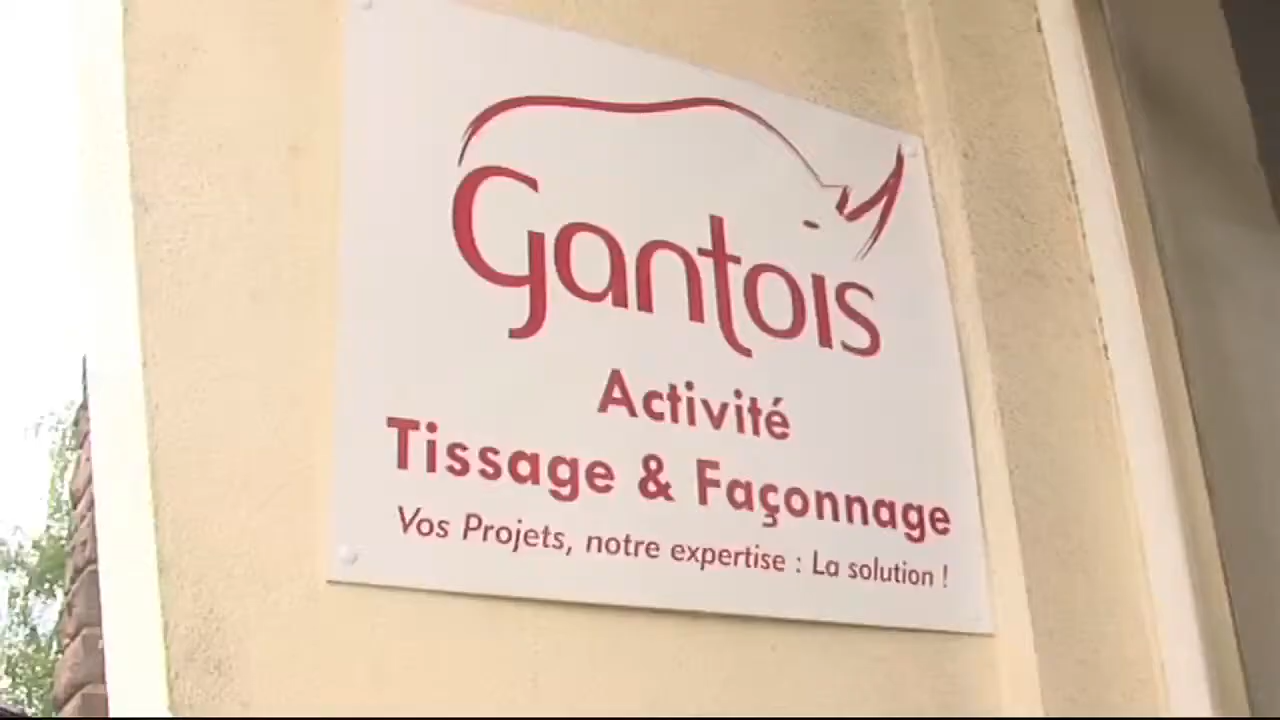 Gantois
Activité
Tissage & Façonnage
Vos Projets, notre expertise : La solution !